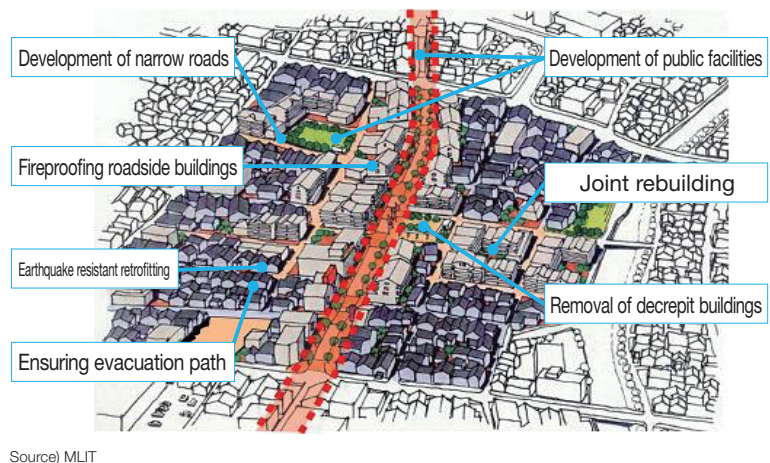 Development of narrow roads
Development of public facilities
Fireproofing roadside buildings
Joint rebuilding
Earthquake resistant retrofitting
Removal of decrepit buildings
Ensuring evacuation path
Source) MLIT